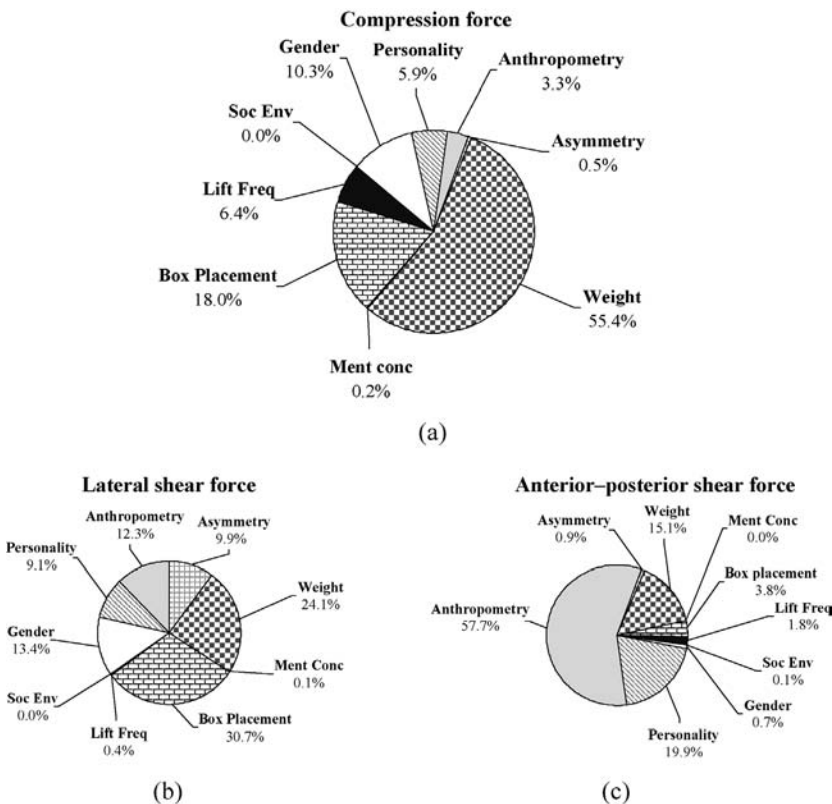 Compression force
Gender
10.3%
Personality
5.9%
Anthropometry
3.3%
Soc Env
0.0%
Asymmetry
0.5%
Lift Freq
6.4%
Box Placement
18.0%
Weight
55.4%
Ment conc
0.2%
(a)
Lateral shear force
Anthropometry
12.3%
Asymmetry
9.9%
Personality
9.1%
Weight
24.1%
Gender
13.4%
Ment Conc
0.1%
Soc Env
0.0%
Box Placement
30.7%
Lift Freq
0.4%
(b)
Anterior–posterior shear force
Weight
15.1%
Asymmetry
0.9%
Ment Conc
0.0%
Box placement
3.8%
Anthropometry
57.7%
Lift Freq
1.8%
Soc Env
0.1%
Gender
0.7%
Personality
19.9%
(c)